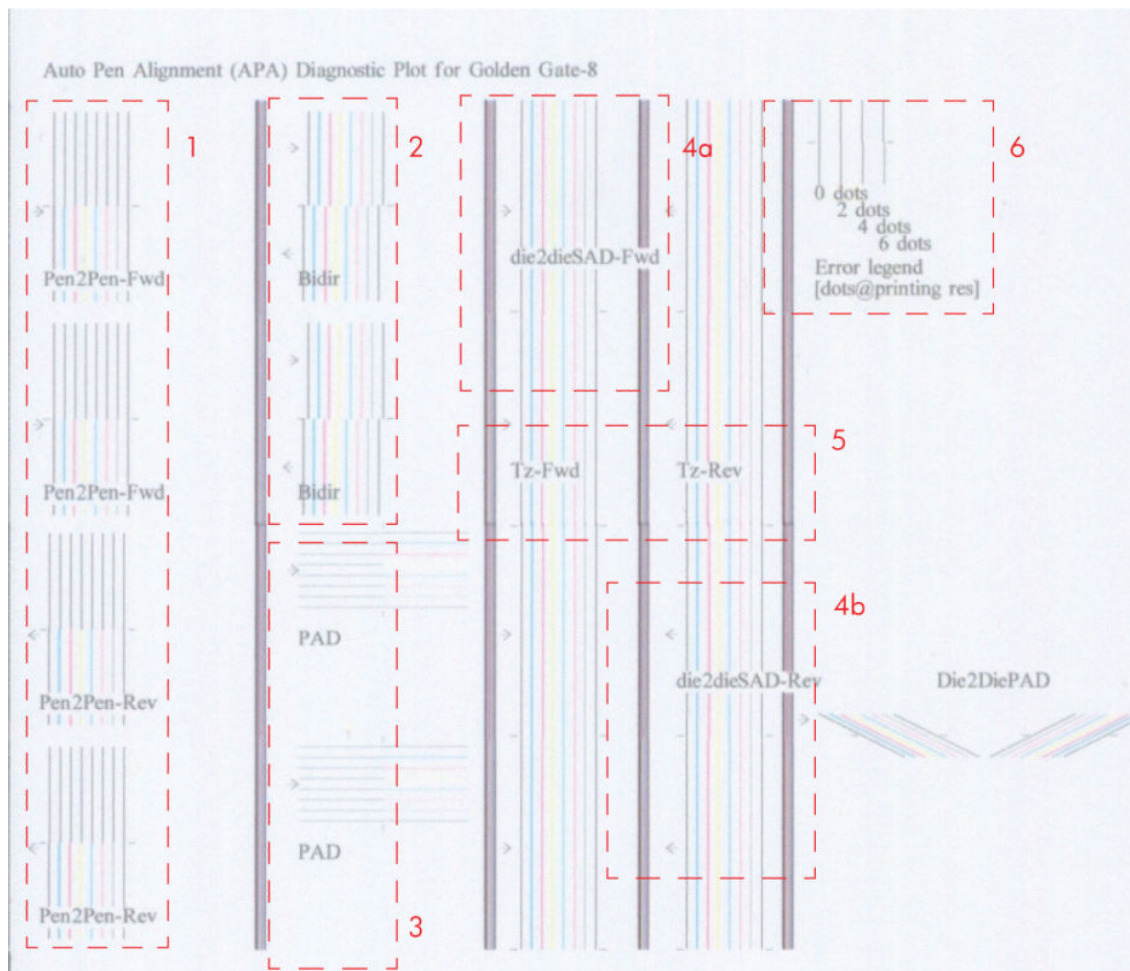 Auto Pen Alignment (APA) Diagnostic Plot for Golden Gate-8
1
Pen2Pen-Fwd
Pen2Pen-Fwd
Pen2Pen-Rev
Pen2Pen-Rev
2
Bidir
Bidir
PAD
PAD
3
4a
die2dieSAD-Fwd
Tz-Fwd
Tz-Rev
5
4b
die2dieSAD-Rev
6
0 dots
2 dots
4 dots
6 dots
Error legend
[dots@printing res]
Die2DiePAD